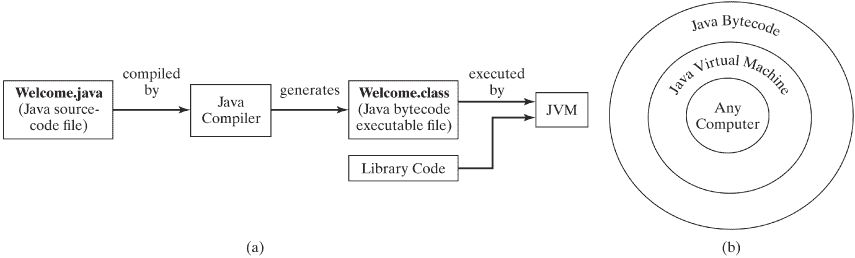 compiled
by
generates
executed
by
Welcome.java
(Java source-
code file)
Java
Compiler
Welcome.class
(Java bytecode
executable file)
JVM
Library Code
(a)
Java Bytecode
Java Virtual Machine
Any
Computer
(b)